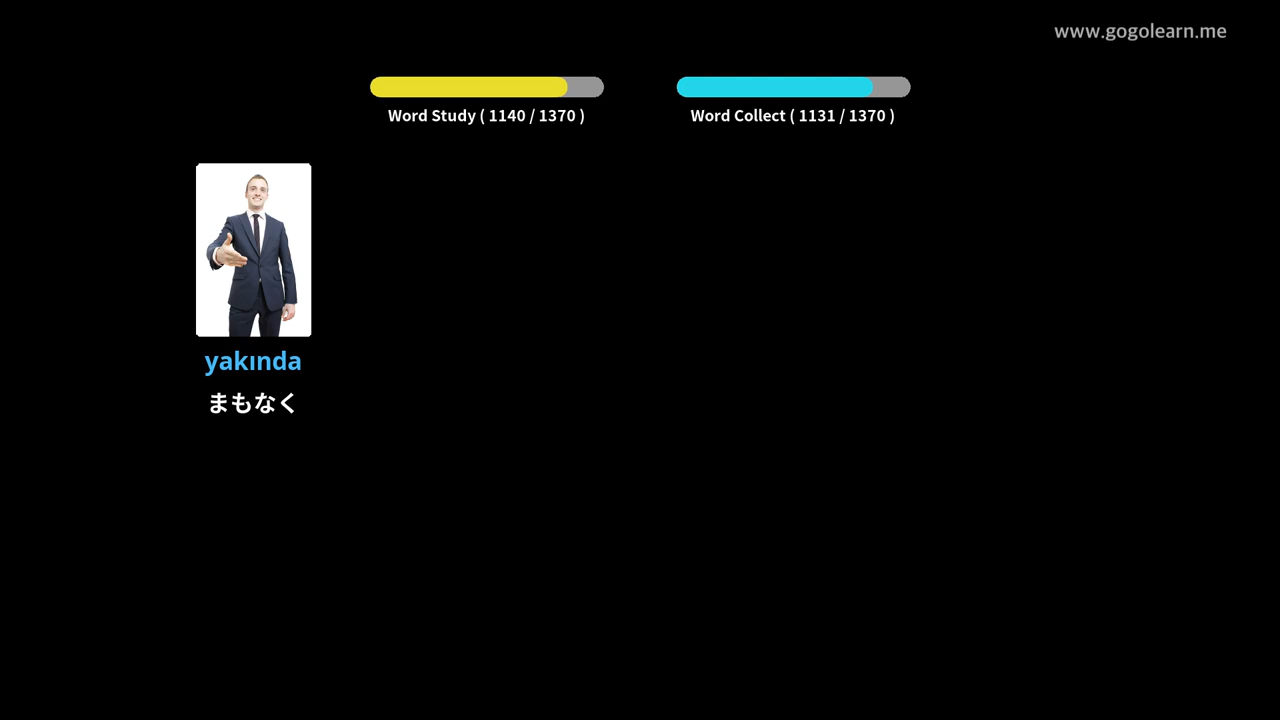 www.gogolearn.me
Word Study ( 1140 / 1370 )
Word Collect ( 1131 / 1370 )
yakında
まもなく